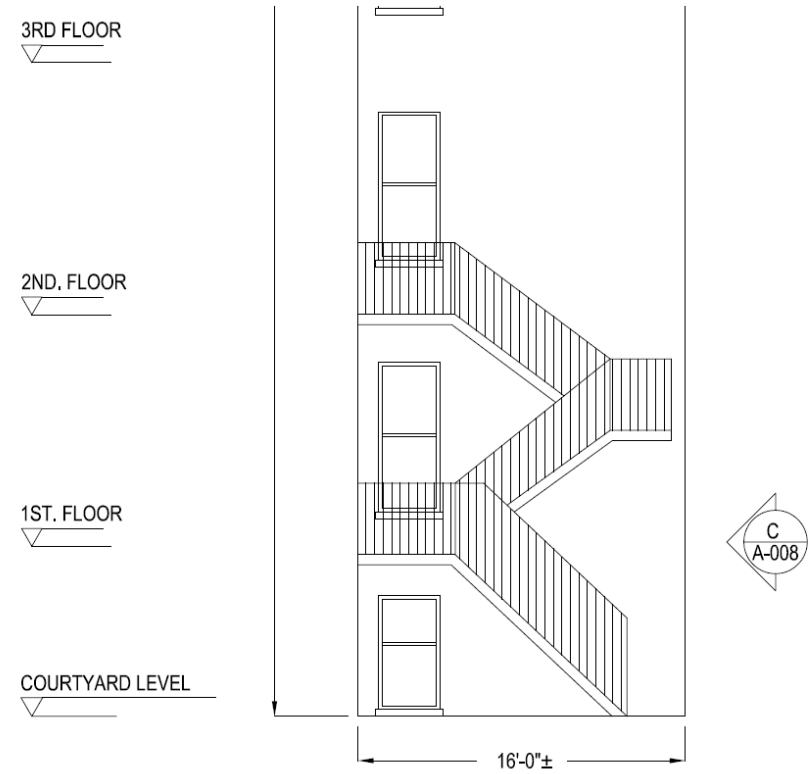 3RD FLOOR
2ND. FLOOR
1ST. FLOOR
C
A-008
COURTYARD LEVEL
16'-0"±